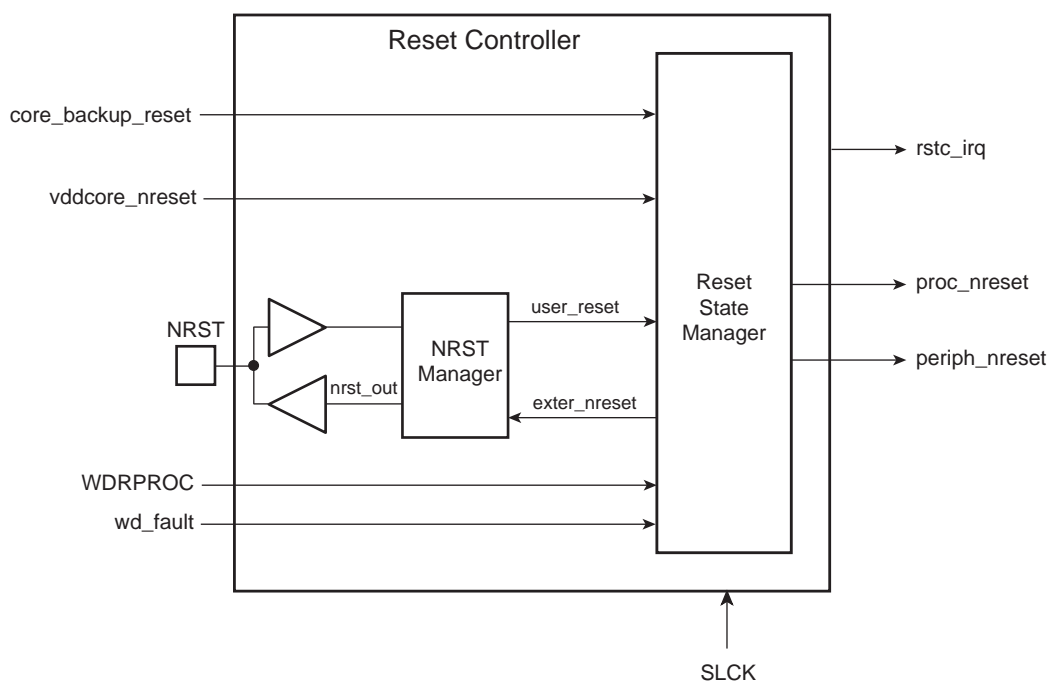 Reset Controller
core_backup_reset
rstc_irq
vddcore_nreset
Reset
State
Manager
proc_nreset
user_reset
NRST
NRST
Manager
periph_nreset
nrst_out
exter_nreset
WDRPROC
wd_fault
SLCK